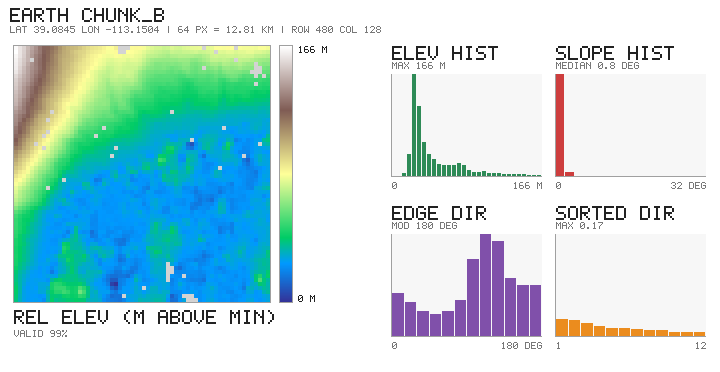 EARTH CHUNK_B
LAT 39.0845 LON -113.1504 | 64 PX = 12.81 KM | ROW 480 COL 128
166 M
0 M
REL ELEV (M ABOVE MIN)
VALID 99%
ELEV HIST
MAX 166 M
0 166 M
SLOPE HIST
MEDIAN 0.8 DEG
0 32 DEG
EDGE DIR
MOD 180 DEG
0 180 DEG
SORTED DIR
MAX 0.17
1 12